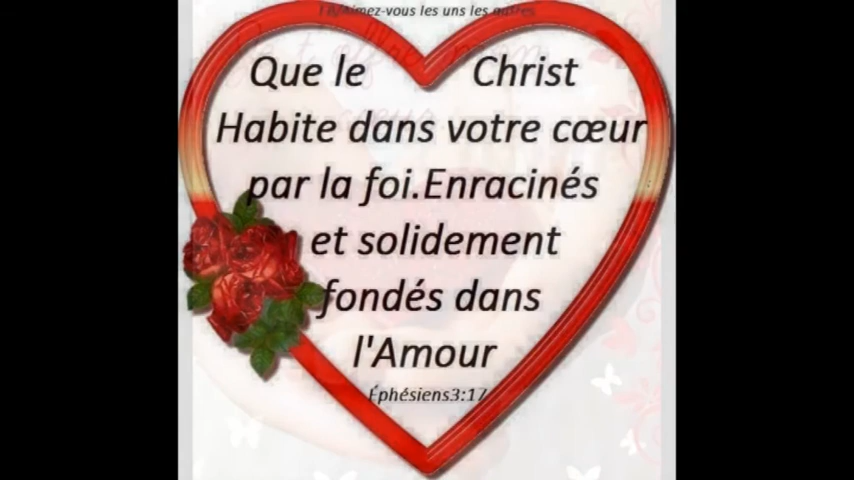 Aimez-vous les uns les autres
Que le Christ
Habite dans votre cœur
par la foi.Enracinés
et solidement
fondés dans
l'Amour
Éphésiens3:17